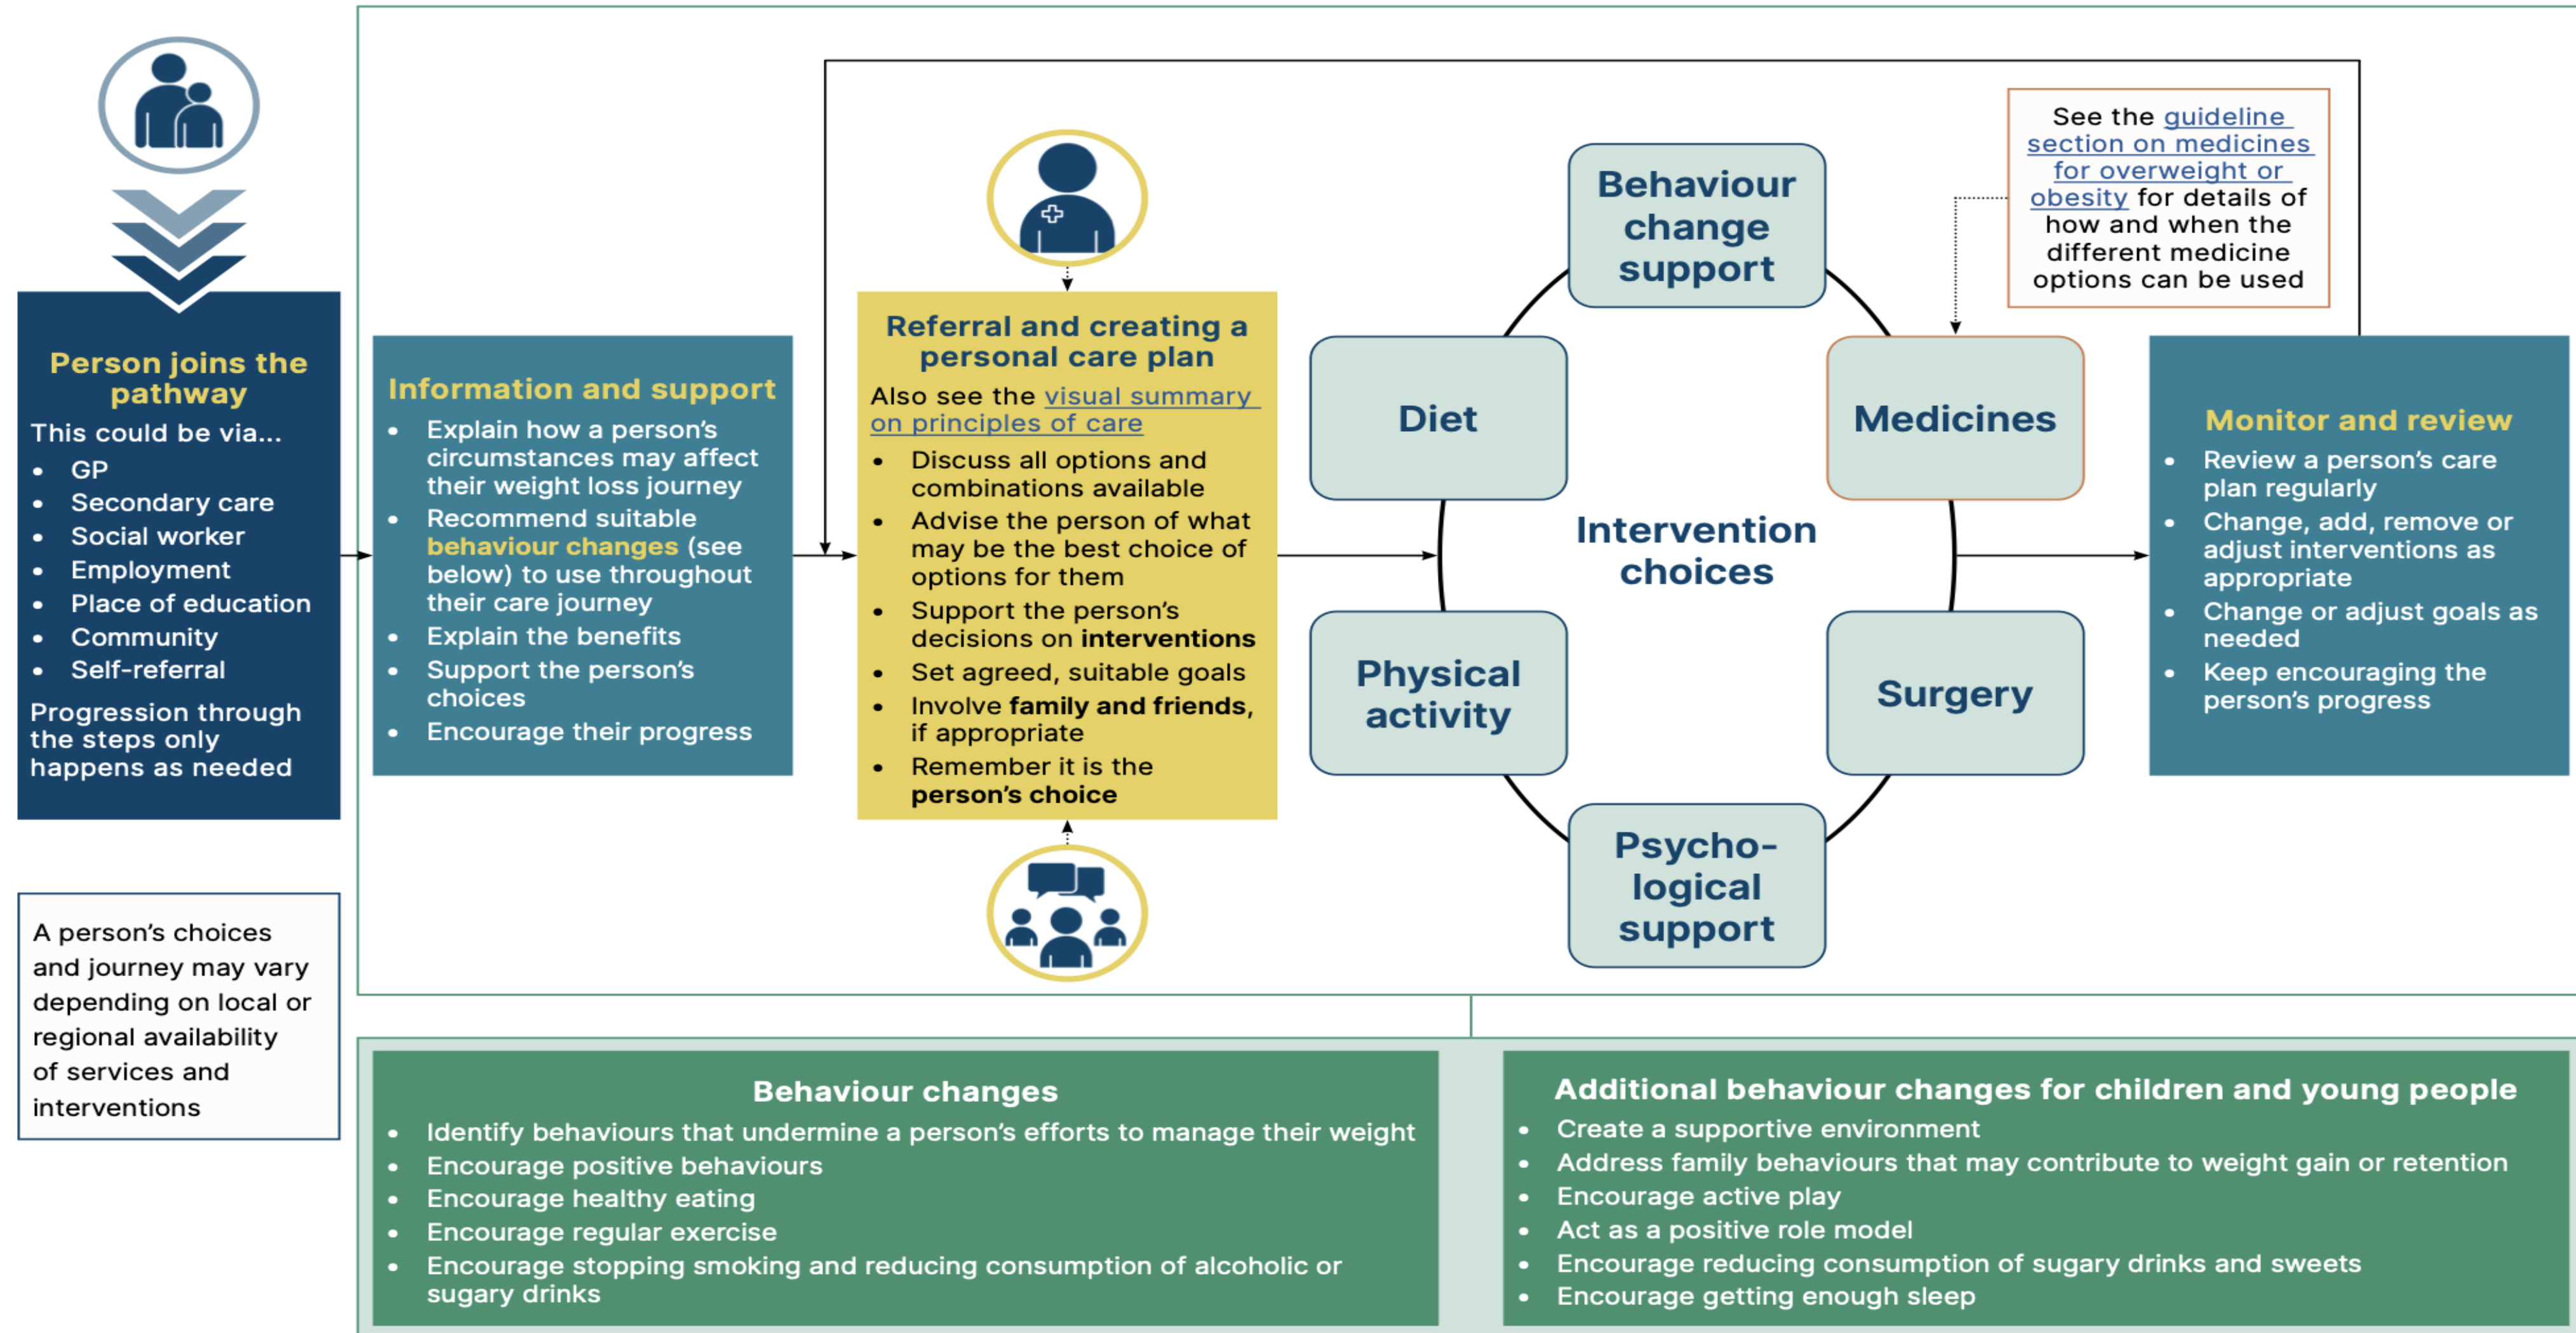 Person joins the
pathway
This could be via...
• GP
• Secondary care
• Social worker
• Employment
• Place of education
• Community
• Self-referral
Progression through
the steps only
happens as needed
A person's choices
and journey may vary
depending on local or
regional availability
of services and
interventions
Information and support
• Explain how a person's
circumstances may affect
their weight loss journey
• Recommend suitable
behaviour changes (see
below) to use throughout
their care journey
• Explain the benefits
• Support the person's
choices
• Encourage their progress
Referral and creating a
personal care plan
Also see the visual summary
on principles of care
• Discuss all options and
combinations available
• Advise the person of what
may be the best choice of
options for them
• Support the person's
decisions on interventions
• Set agreed, suitable goals
• Involve family and friends,
if appropriate
• Remember it is the
person's choice
Intervention
choices
Behaviour
change
support
Medicines
Surgery
Psycho-
logical
support
Physical
activity
Diet
See the guideline
section on medicines
for overweight or
obesity for details of
how and when the
different medicine
options can be used
Monitor and review
• Review a person's care
plan regularly
• Change, add, remove or
adjust interventions as
appropriate
• Change or adjust goals as
needed
• Keep encouraging the
person's progress
Behaviour changes
• Identify behaviours that undermine a person's efforts to manage their weight
• Encourage positive behaviours
• Encourage healthy eating
• Encourage regular exercise
• Encourage stopping smoking and reducing consumption of alcoholic or
sugary drinks
Additional behaviour changes for children and young people
• Create a supportive environment
• Address family behaviours that may contribute to weight gain or retention
• Encourage active play
• Act as a positive role model
• Encourage reducing consumption of sugary drinks and sweets
• Encourage getting enough sleep